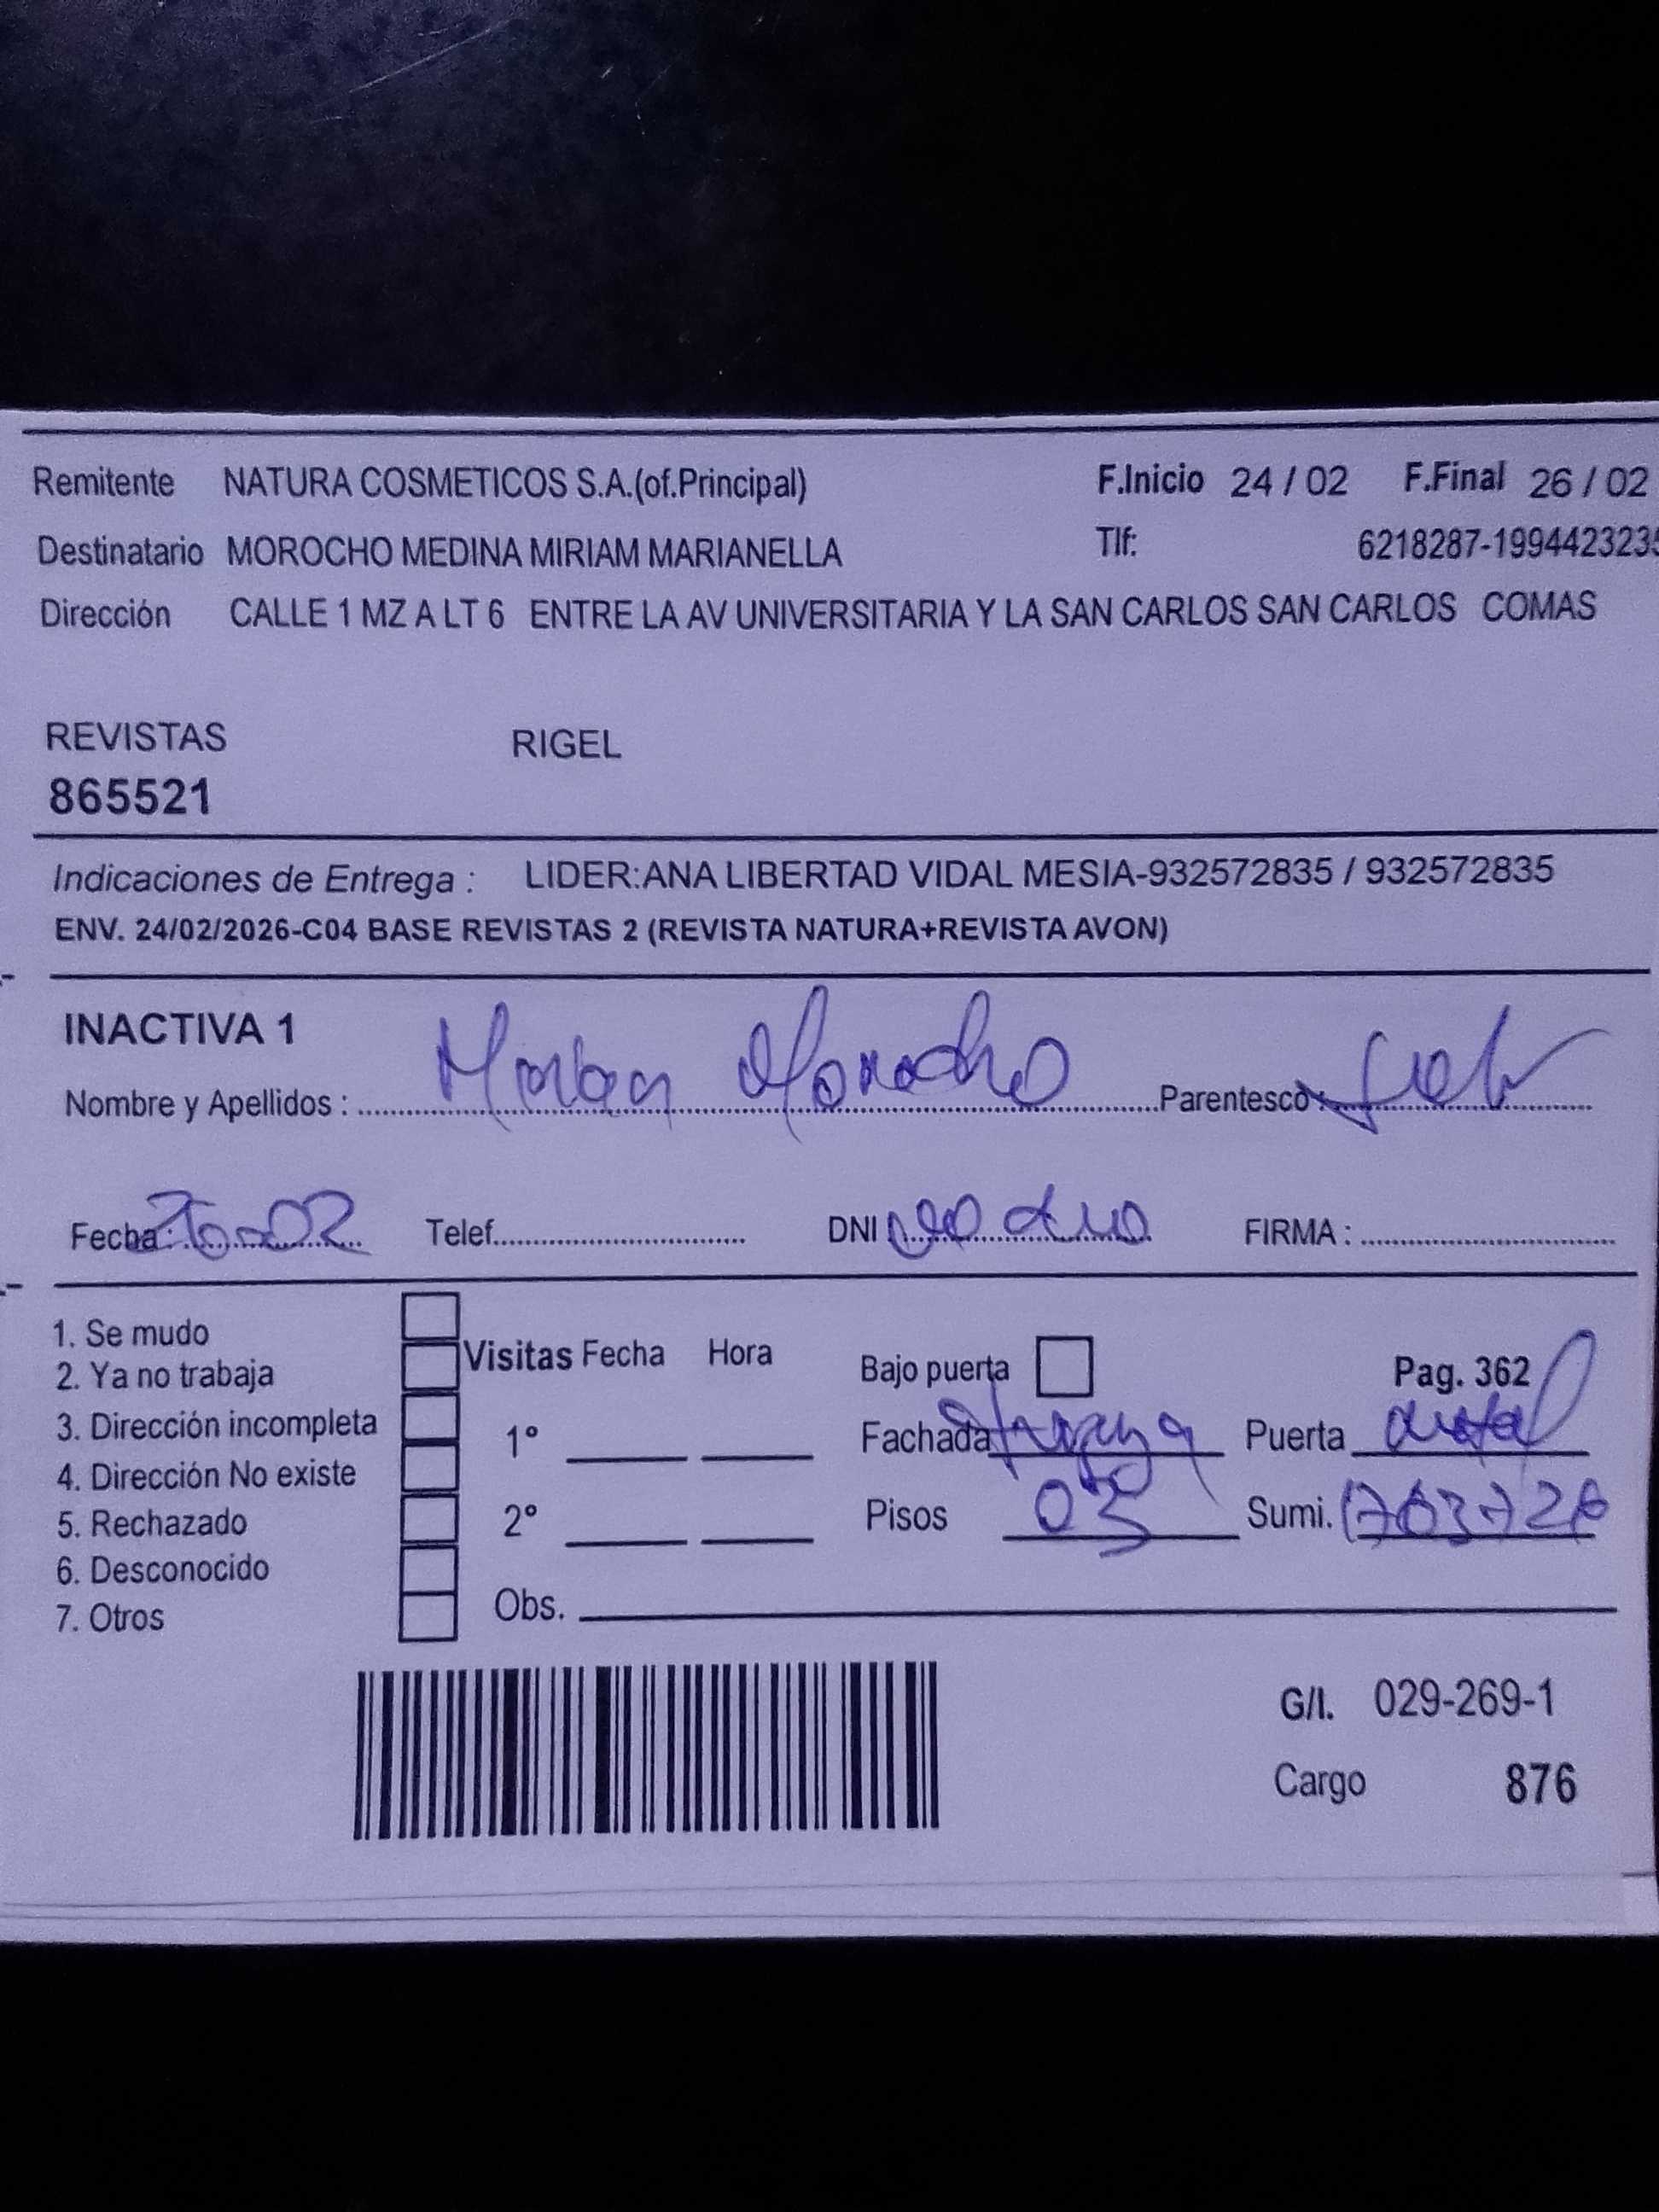 Remitente NATURA COSMETICOS S.A.(of.Principal) F.Inicio 24 / 02 F.Final 26 / 02
Destinatario MOROCHO MEDINA MIRIAM MARIANELLA Tlf: 6218287-1994423235
Dirección CALLE 1 MZ A LT 6 ENTRE LA AV UNIVERSITARIA Y LA SAN CARLOS SAN CARLOS COMAS
REVISTAS RIGEL
865521
Indicaciones de Entrega : LIDER:ANA LIBERTAD VIDAL MESIA-932572835 / 932572835
ENV. 24/02/2026-C04 BASE REVISTAS 2 (REVISTA NATURA+REVISTA AVON)
INACTIVA 1
Nombre y Apellidos : Morocho Parentesco :
Fecha : 26-02 Telef. DNI FIRMA :
1. Se mudo
2. Ya no trabaja
3. Dirección incompleta
4. Dirección No existe
5. Rechazado
6. Desconocido
7. Otros
Visitas Fecha Hora
1°
2°
Obs.
Bajo puerta Pag. 362
Fachada Puerta
Pisos 03 Sumi.
G/I. 029-269-1
Cargo 876